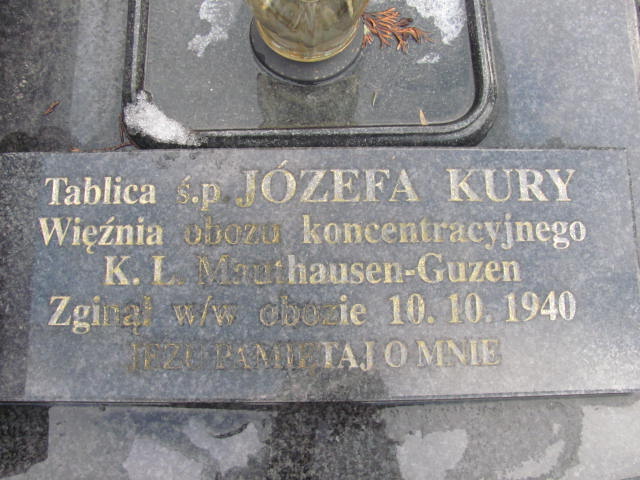 Tablica ś.p. JÓZEFA KURY
Więźnia obozu koncentracyjnego
K. L. Mauthausen-Guzen
Zginął w/w obozie 10. 10. 1940
JEZU PAMIĘTAJ O MNIE